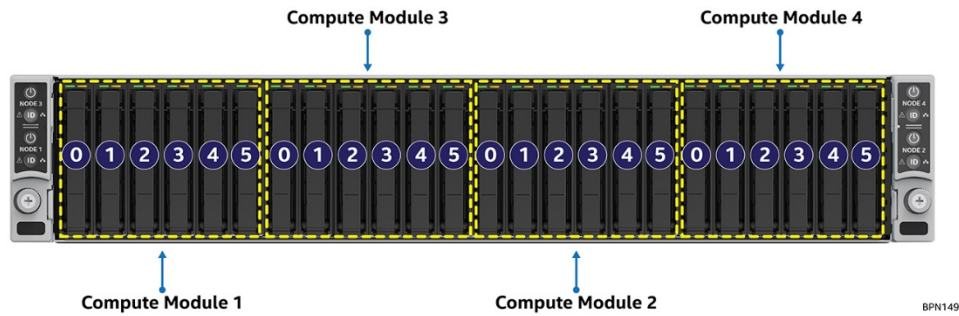 Compute Module 3
Compute Module 4
NODE 3
ID
NODE 1
ID
NODE 4
ID
NODE 2
ID
0 1 2 3 4 5 0 1 2 3 4 5 0 1 2 3 4 5 0 1 2 3 4 5
Compute Module 1
Compute Module 2
BPN149